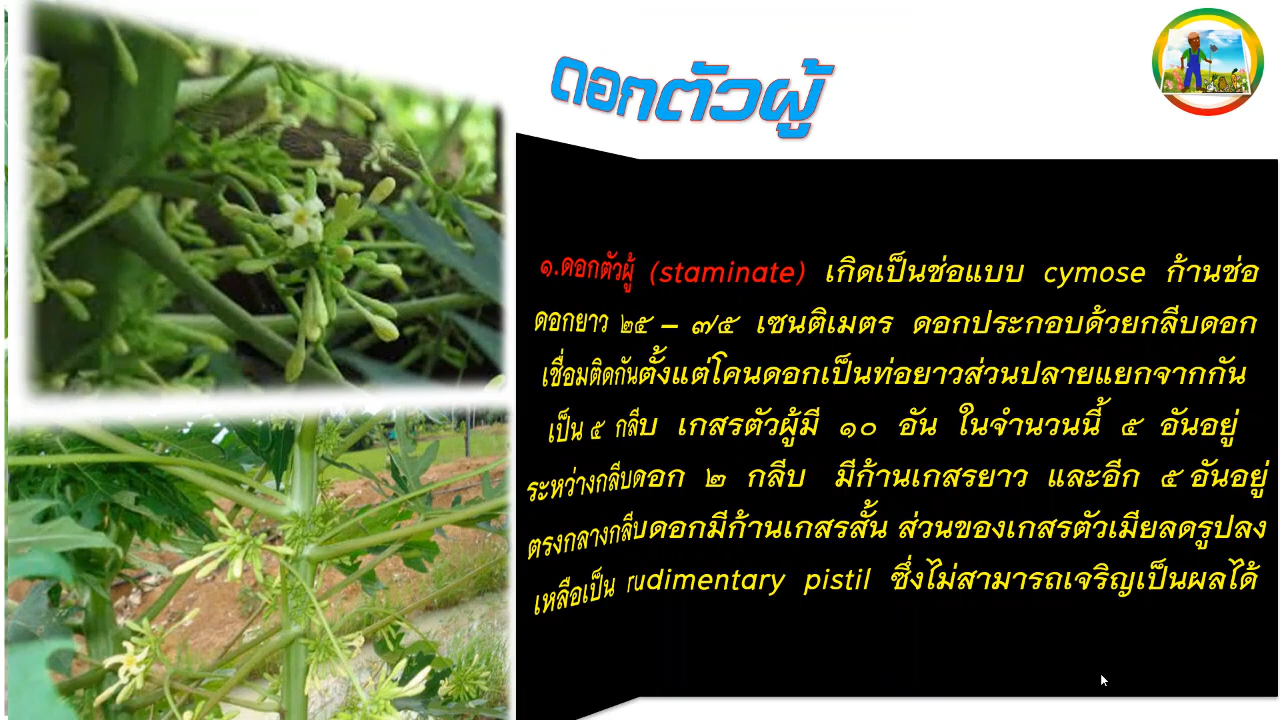 ดอกตัวผู้
๑.ดอกตัวผู้ (staminate) เกิดเป็นช่อแบบ cymose ก้านช่อ
ดอกยาว ๒๕ – ๗๕ เซนติเมตร ดอกประกอบด้วยกลีบดอก
เชื่อมติดกันตั้งแต่โคนดอกเป็นท่อยาวส่วนปลายแยกจากกัน
เป็น ๕ กลีบ เกสรตัวผู้มี ๑๐ อัน ในจำนวนนี้ ๕ อันอยู่
ระหว่างกลีบดอก ๒ กลีบ มีก้านเกสรยาว และอีก ๕ อันอยู่
ตรงกลางกลีบดอกมีก้านเกสรสั้น ส่วนของเกสรตัวเมียลดรูปลง
เหลือเป็น rudimentary pistil ซึ่งไม่สามารถเจริญเป็นผลได้